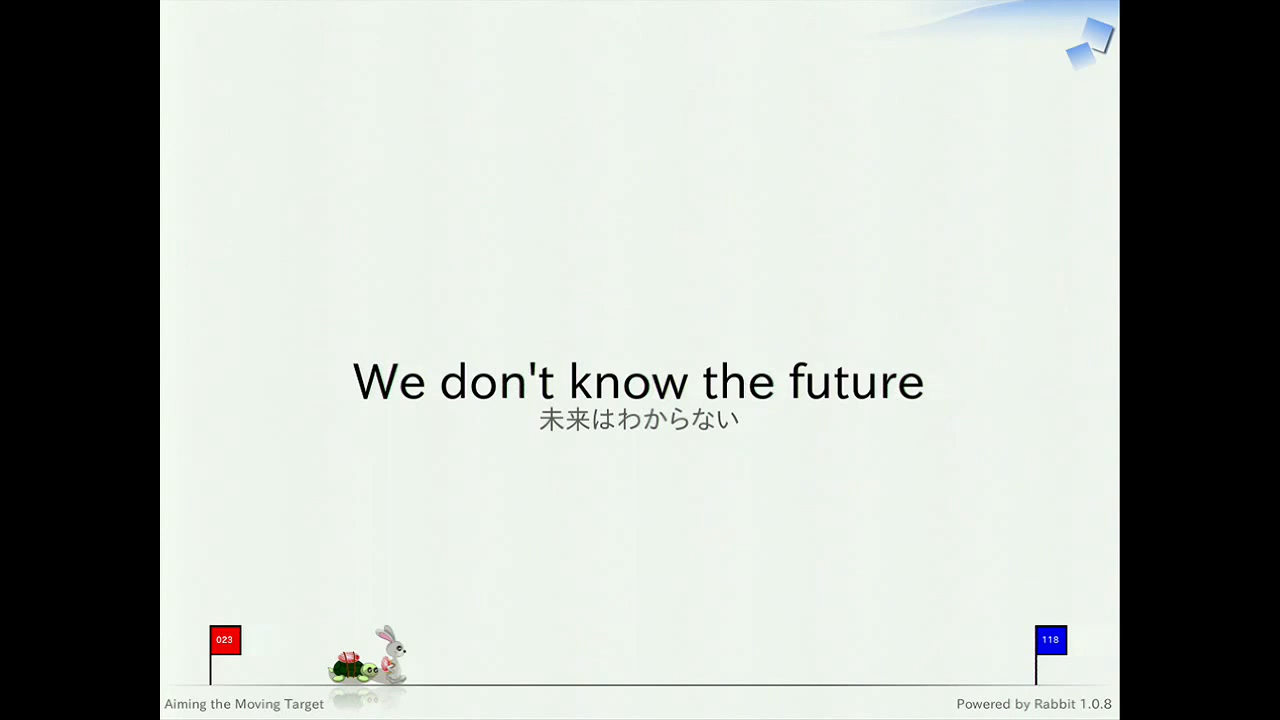 We don't know the future
未来はわからない
023
118
Aiming the Moving Target
Powered by Rabbit 1.0.8